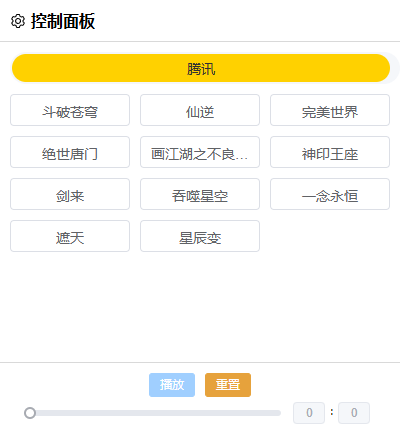 控制面板
腾讯
斗破苍穹 仙逆 完美世界
绝世唐门 画江湖之不良... 神印王座
剑来 吞噬星空 一念永恒
遮天 星辰变
播放 重置
0 : 0